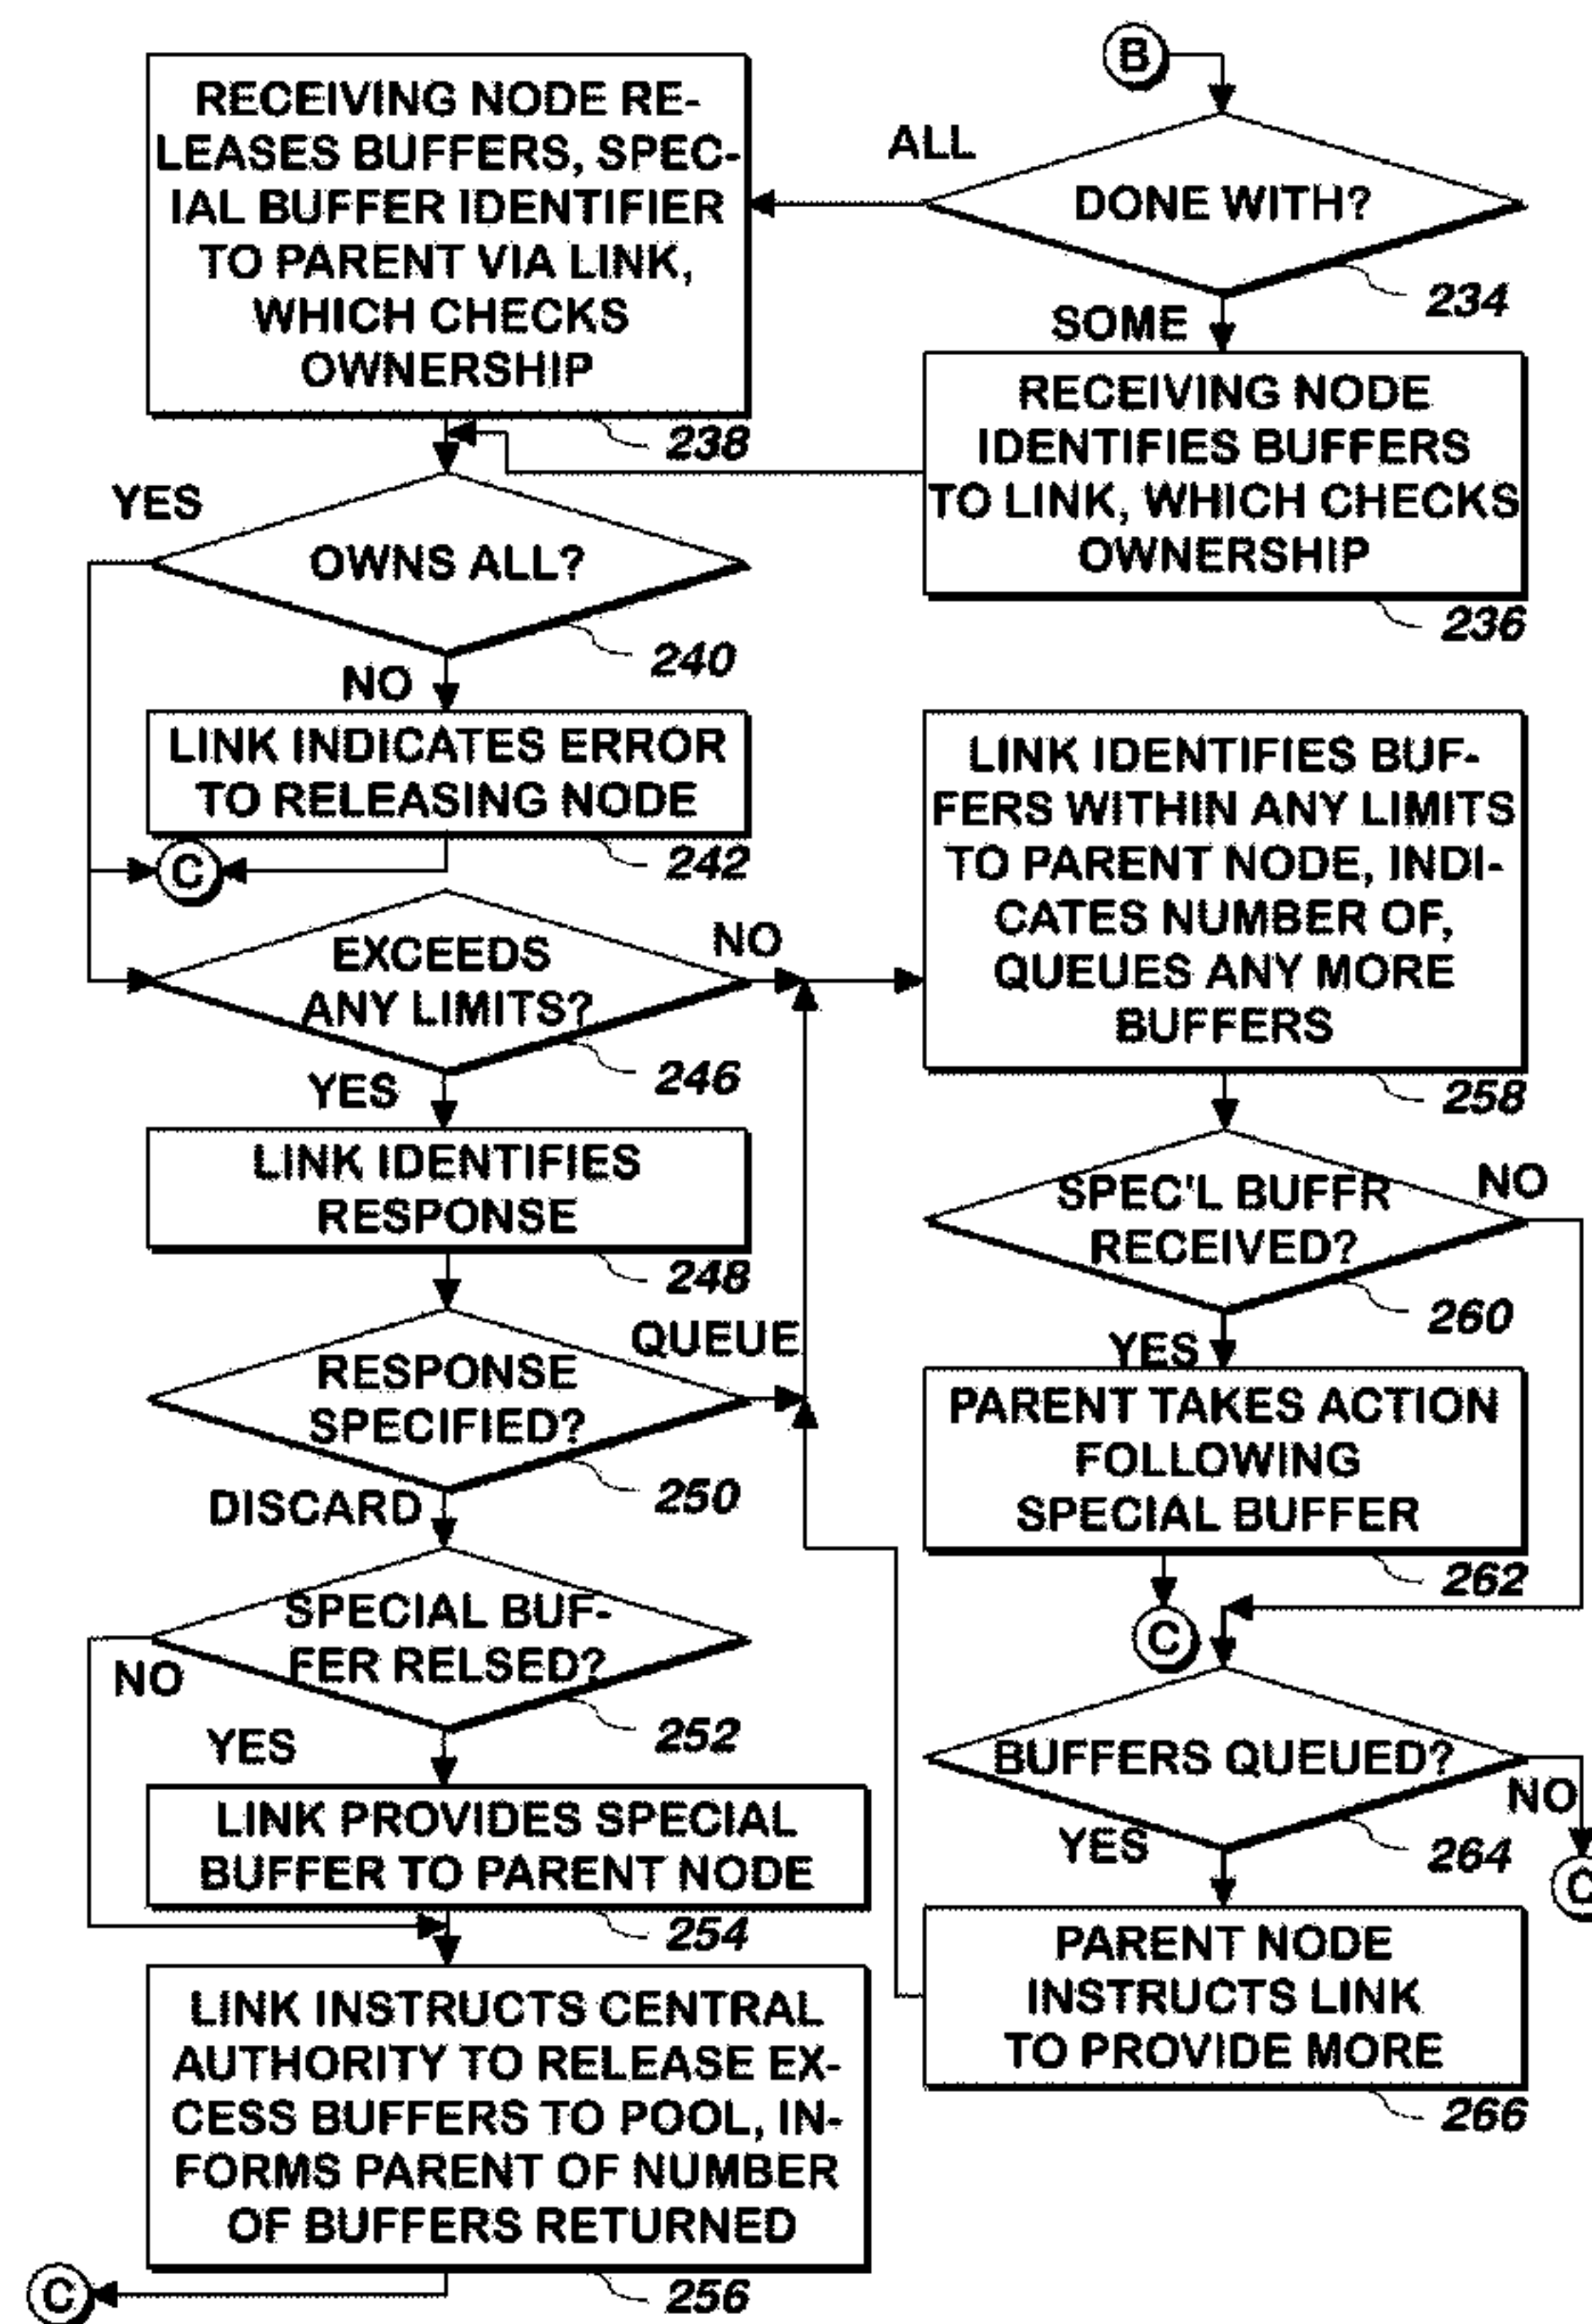 B
ALL
DONE WITH?
234
SOME
RECEIVING NODE RE-
LEASES BUFFERS, SPEC-
IAL BUFFER IDENTIFIER
TO PARENT VIA LINK,
WHICH CHECKS
OWNERSHIP
238
RECEIVING NODE
IDENTIFIES BUFFERS
TO LINK, WHICH CHECKS
OWNERSHIP
236
YES
OWNS ALL?
240
NO
LINK INDICATES ERROR
TO RELEASING NODE
242
C
EXCEEDS
ANY LIMITS?
NO
246
YES
LINK IDENTIFIES
RESPONSE
248
QUEUE
RESPONSE
SPECIFIED?
250
DISCARD
SPECIAL BUF-
FER RELSED?
NO
252
YES
LINK PROVIDES SPECIAL
BUFFER TO PARENT NODE
254
LINK INSTRUCTS CENTRAL
AUTHORITY TO RELEASE EX-
CESS BUFFERS TO POOL, IN-
FORMS PARENT OF NUMBER
OF BUFFERS RETURNED
256
C
LINK IDENTIFIES BUF-
FERS WITHIN ANY LIMITS
TO PARENT NODE, INDI-
CATES NUMBER OF,
QUEUES ANY MORE
BUFFERS
258
SPEC'L BUFFR
RECEIVED?
NO
260
YES
PARENT TAKES ACTION
FOLLOWING
SPECIAL BUFFER
262
C
BUFFERS QUEUED?
NO
264
YES
C
PARENT NODE
INSTRUCTS LINK
TO PROVIDE MORE
266